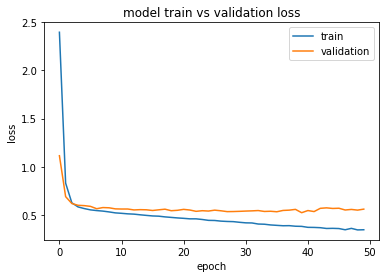 model train vs validation loss
train
validation
2.5
2.0
1.5
1.0
0.5
loss
0 10 20 30 40 50
epoch